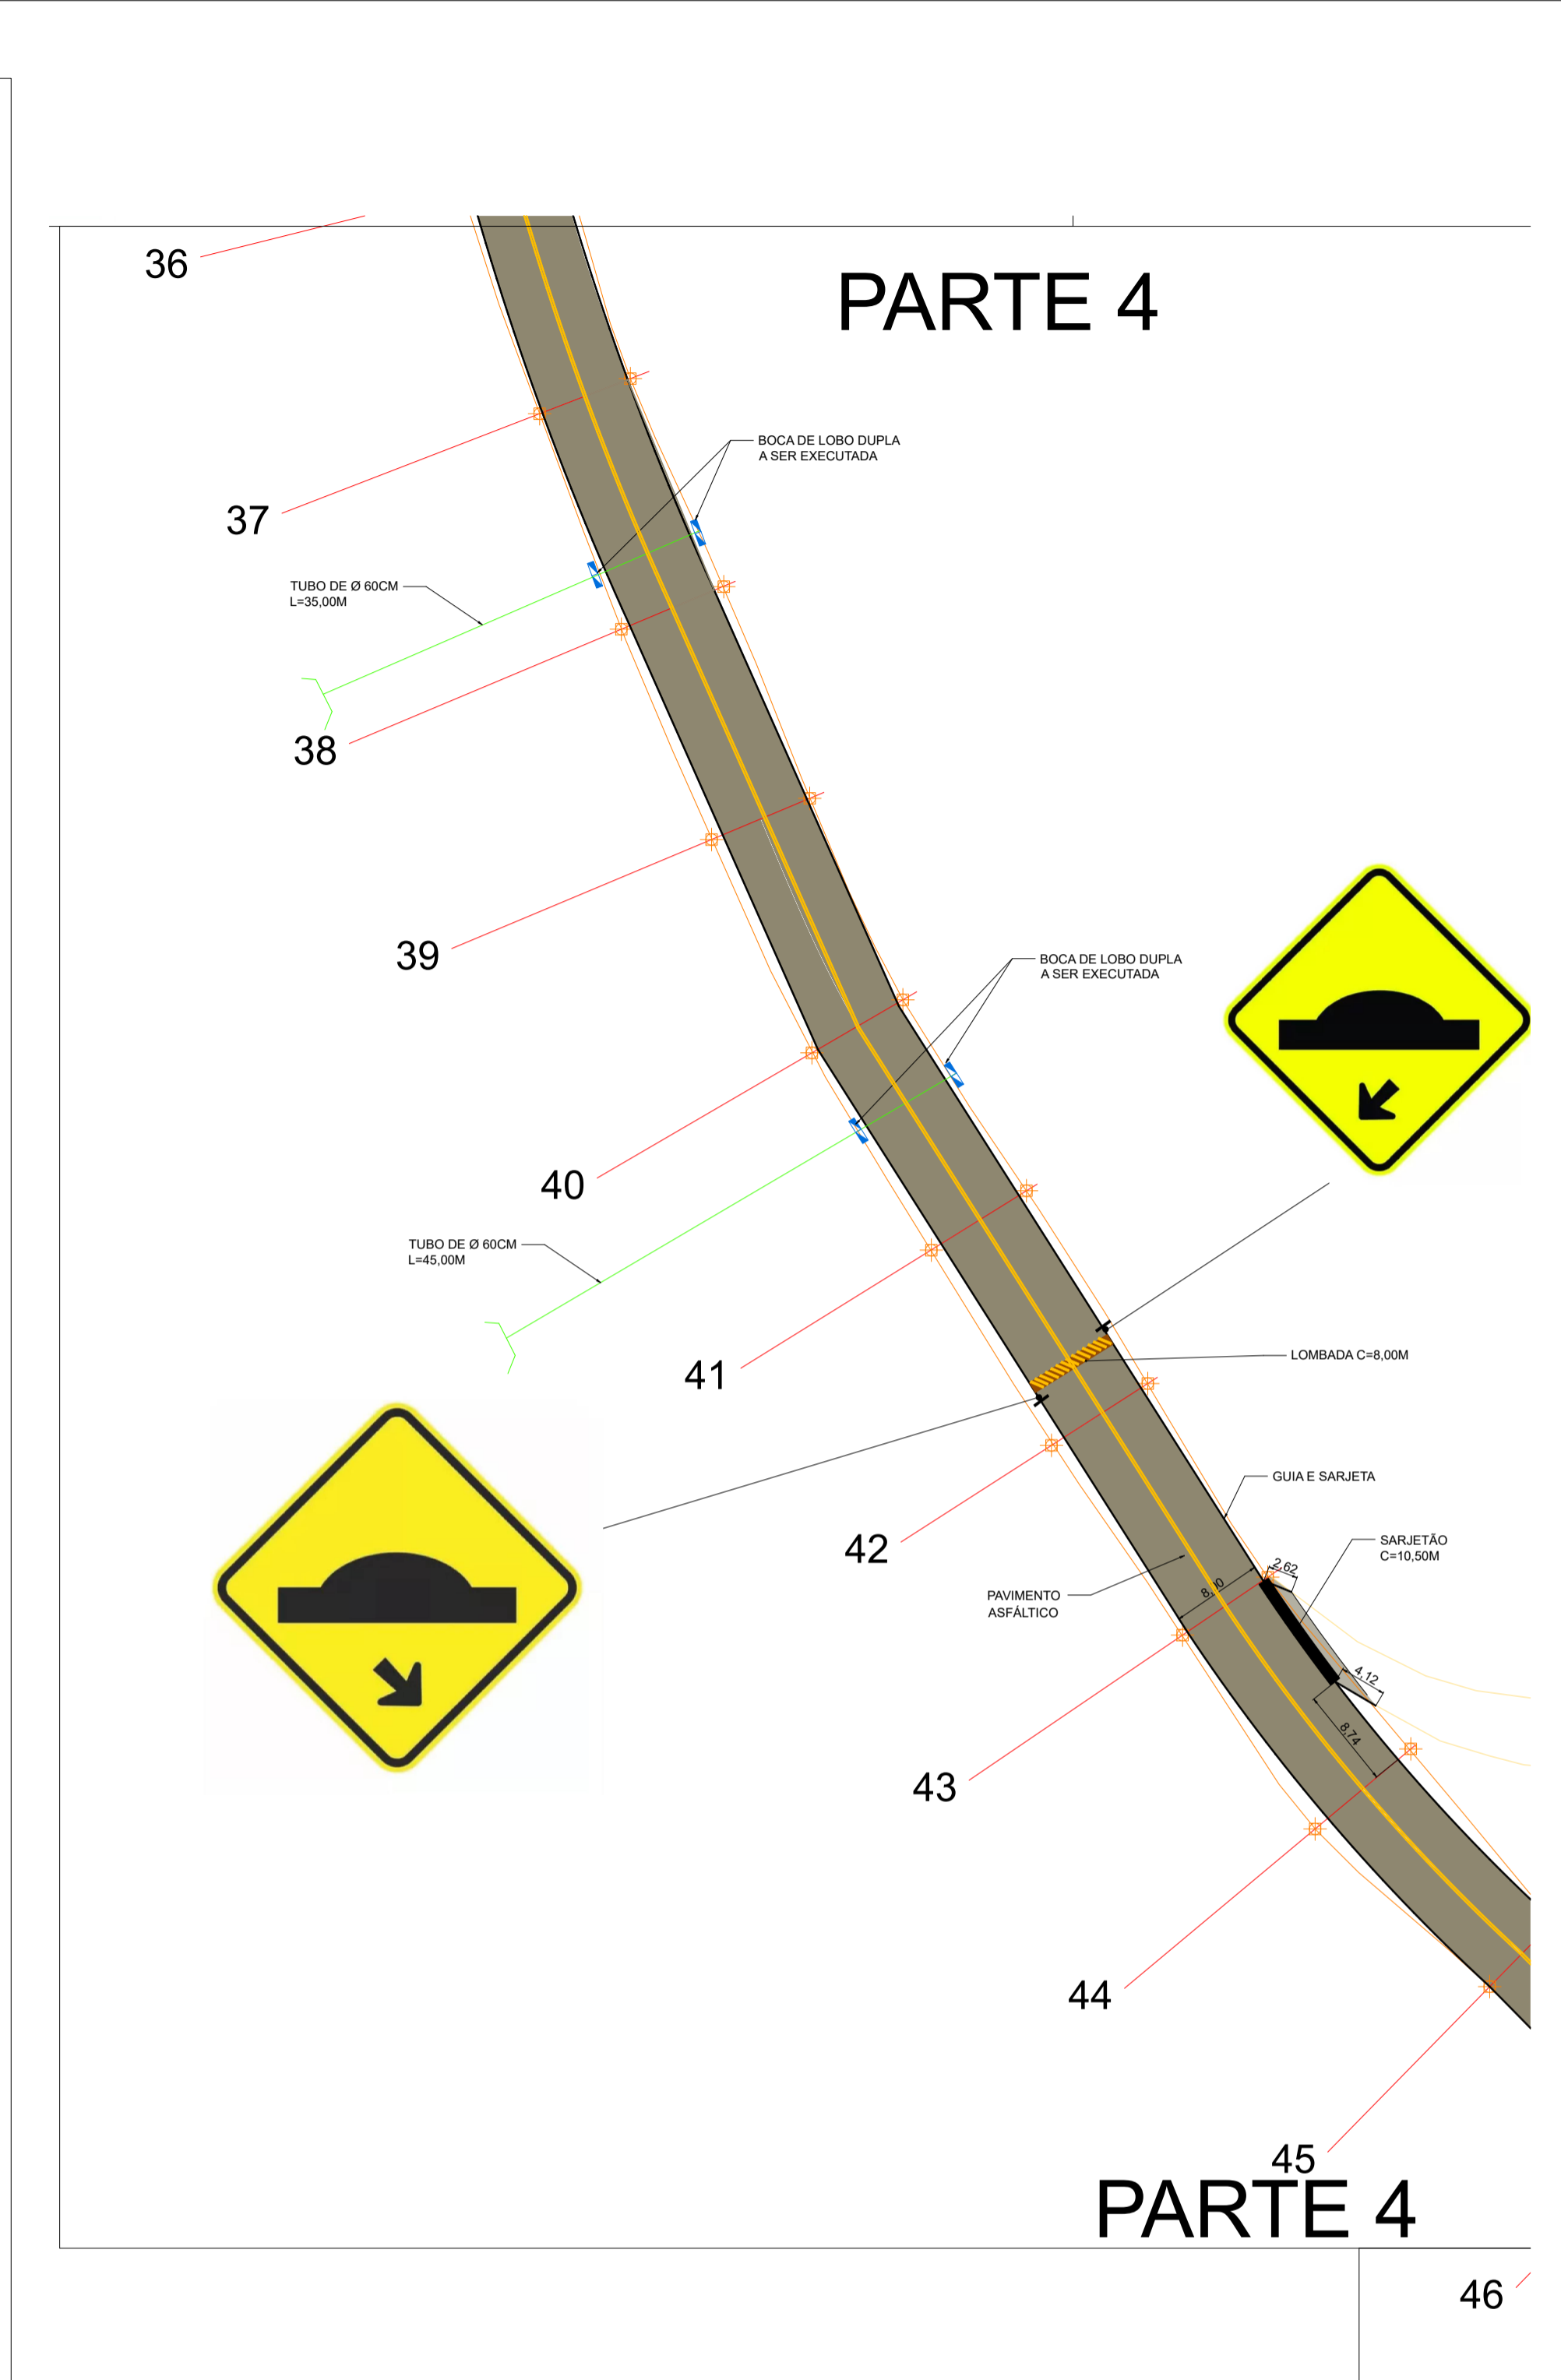 36
PARTE 4
37
BOCA DE LOBO DUPLA
A SER EXECUTADA
TUBO DE Ø 60CM
L=35,00M
38
39
BOCA DE LOBO DUPLA
A SER EXECUTADA
40
TUBO DE Ø 60CM
L=45,00M
41
LOMBADA C=8,00M
42
GUIA E SARJETA
SARJETÃO
C=10,50M
2,62
PAVIMENTO
ASFÁLTICO
8,00
4,12
8,74
43
44
45
PARTE 4
46